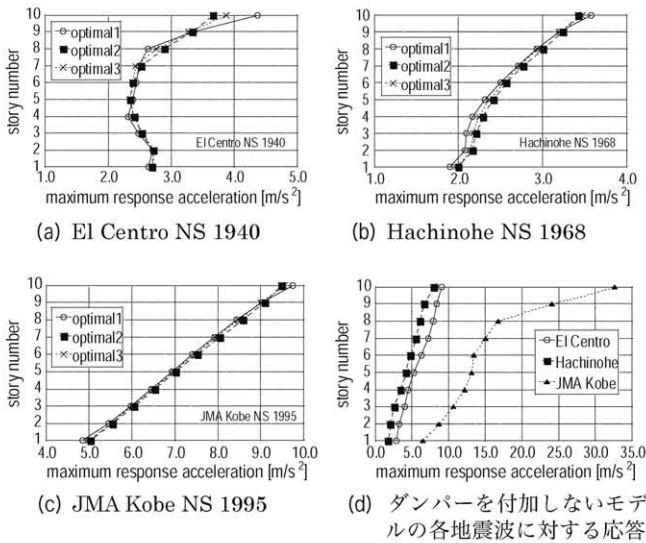 10
9
8
7
6
5
4
3
2
1
story number
optimal1
optimal2
optimal3
El Centro NS 1940
1.0 2.0 3.0 4.0 5.0
maximum response acceleration [m/s²]
(a) El Centro NS 1940
10
9
8
7
6
5
4
3
2
1
story number
optimal1
optimal2
optimal3
Hachinohe NS 1968
1.0 2.0 3.0 4.0
maximum response acceleration [m/s²]
(b) Hachinohe NS 1968
10
9
8
7
6
5
4
3
2
1
story number
optimal1
optimal2
optimal3
JMA Kobe NS 1995
4.0 5.0 6.0 7.0 8.0 9.0 10.0
maximum response acceleration [m/s²]
(c) JMA Kobe NS 1995
10
9
8
7
6
5
4
3
2
1
story number
El Centro
Hachinohe
JMA Kobe
0.0 5.0 10.0 15.0 20.0 25.0 30.0 35.0
maximum response acceleration [m/s²]
(d) ダンパーを付加しないモデ
ルの各地震波に対する応答